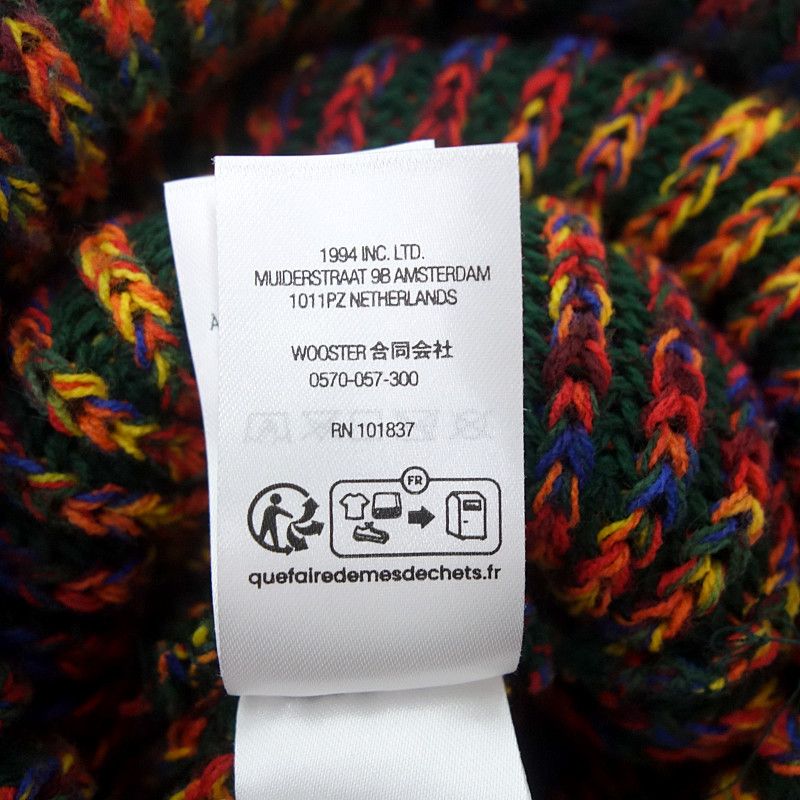 1994 INC. LTD.
MUIDERSTRAAT 9B AMSTERDAM
1011PZ NETHERLANDS
WOOSTER 合同会社
0570-057-300
RN 101837
FR
quefairedemesdechets.fr